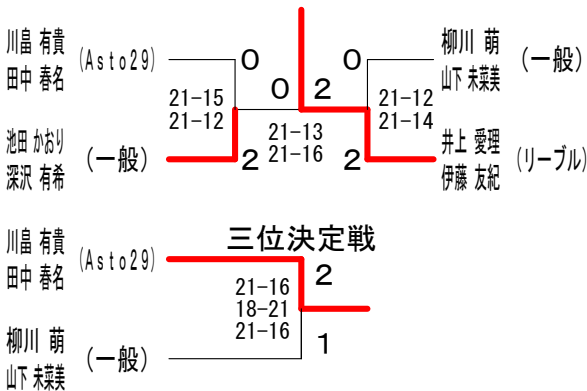 川畠 有貴
田中 春名
(Asto29)
0
21-15
21-12
池田 かおり
深沢 有希
(一般)
2
0
2
21-13
21-16
0
柳川 萌
山下 未菜美
(一般)
21-12
21-14
2
井上 愛理
伊藤 友紀
(リーブル)
三位決定戦
川畠 有貴
田中 春名
(Asto29)
2
21-16
18-21
21-16
1
柳川 萌
山下 未菜美
(一般)